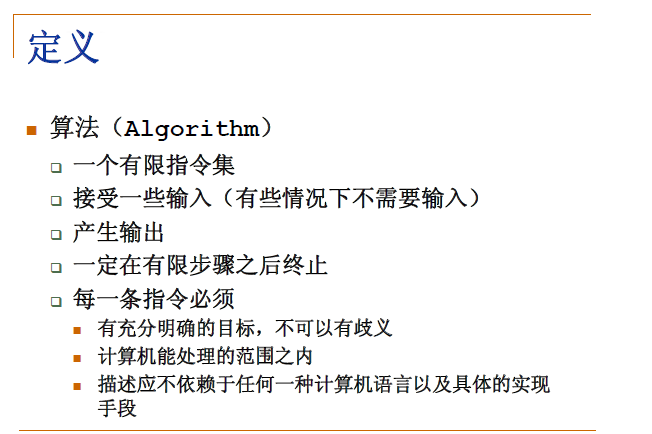 定义
算法（Algorithm）
一个有限指令集
接受一些输入（有些情况下不需要输入）
产生输出
一定在有限步骤之后终止
每一条指令必须
有充分明确的目标，不可以有歧义
计算机能处理的范围之内
描述应不依赖于任何一种计算机语言以及具体的实现
手段